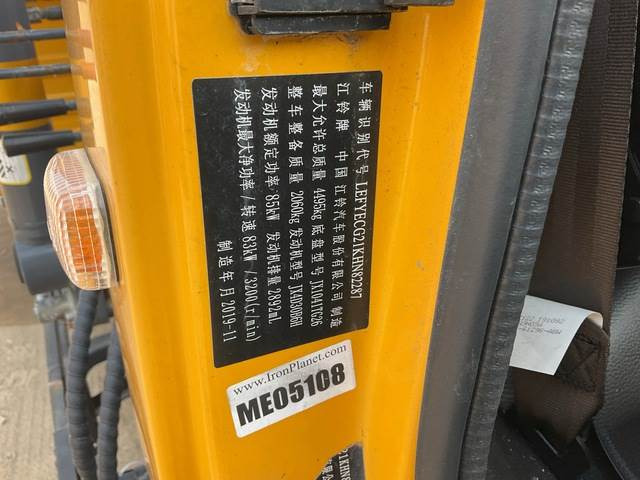 车辆识别代号 LEFYECG21KHN82287
江铃牌 中国 江铃汽车股份有限公司 制造
最大允许总质量 4495kg 底盘型号 JX1041TG26
整车整备质量 2060kg 发动机型号 JX4D30B6H
发动机额定功率 85kW 发动机排量 2892mL
发动机最大净功率/转速 83kW /3200(r/min)
制造年月 2019-11
www.IronPlanet.com
ME05108
21KHN8
有限公